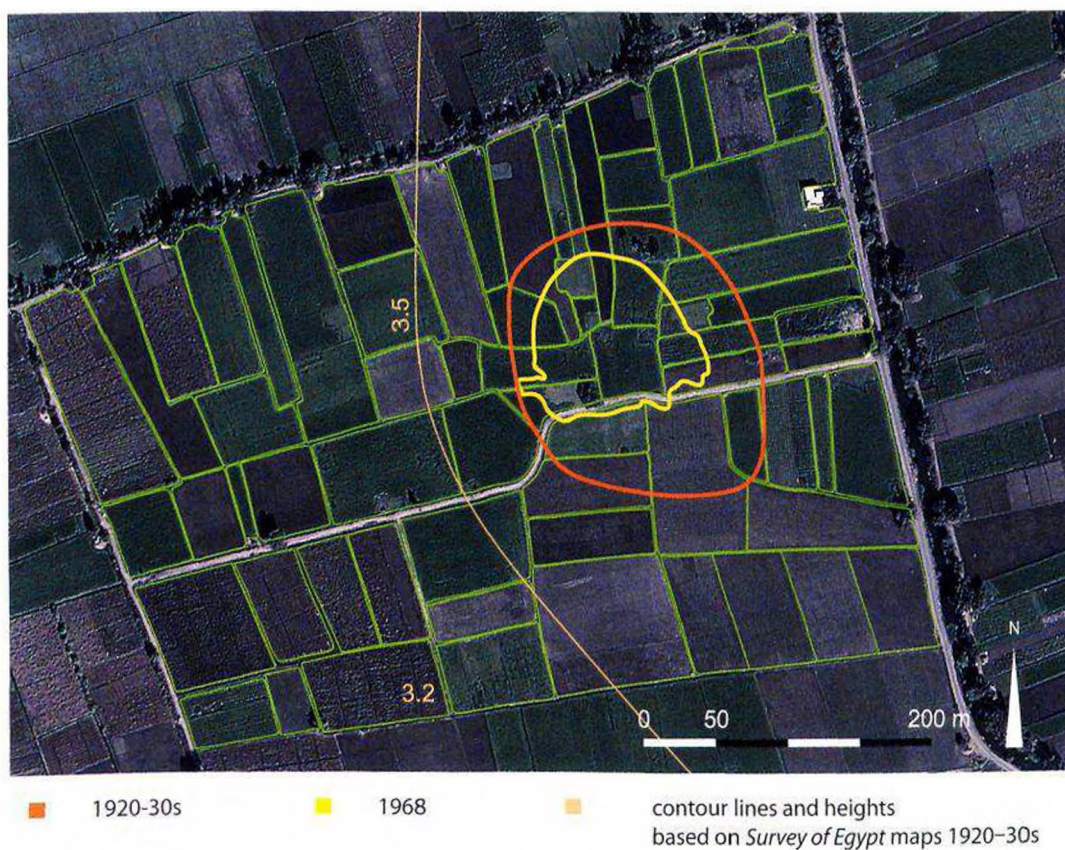 3.5
3.2
N
0 50 200 m
1920-30s 1968 contour lines and heights
based on Survey of Egypt maps 1920–30s